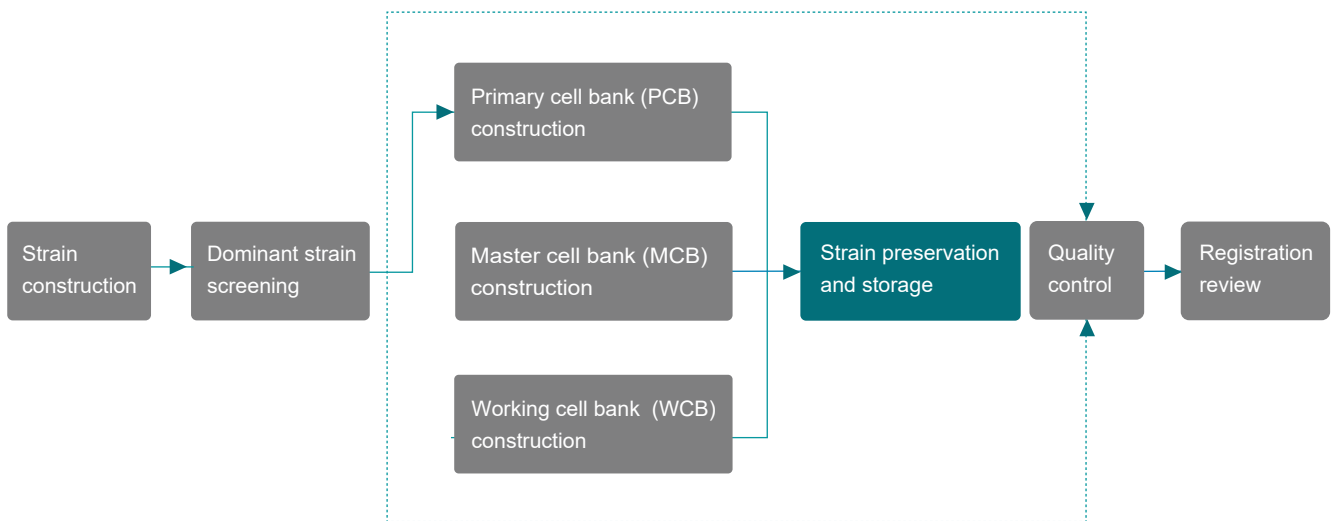 Strain
construction
Dominant strain
screening
Primary cell bank (PCB)
construction
Master cell bank (MCB)
construction
Working cell bank  (WCB)
construction
Strain preservation
and storage
Quality
control
Registration
review